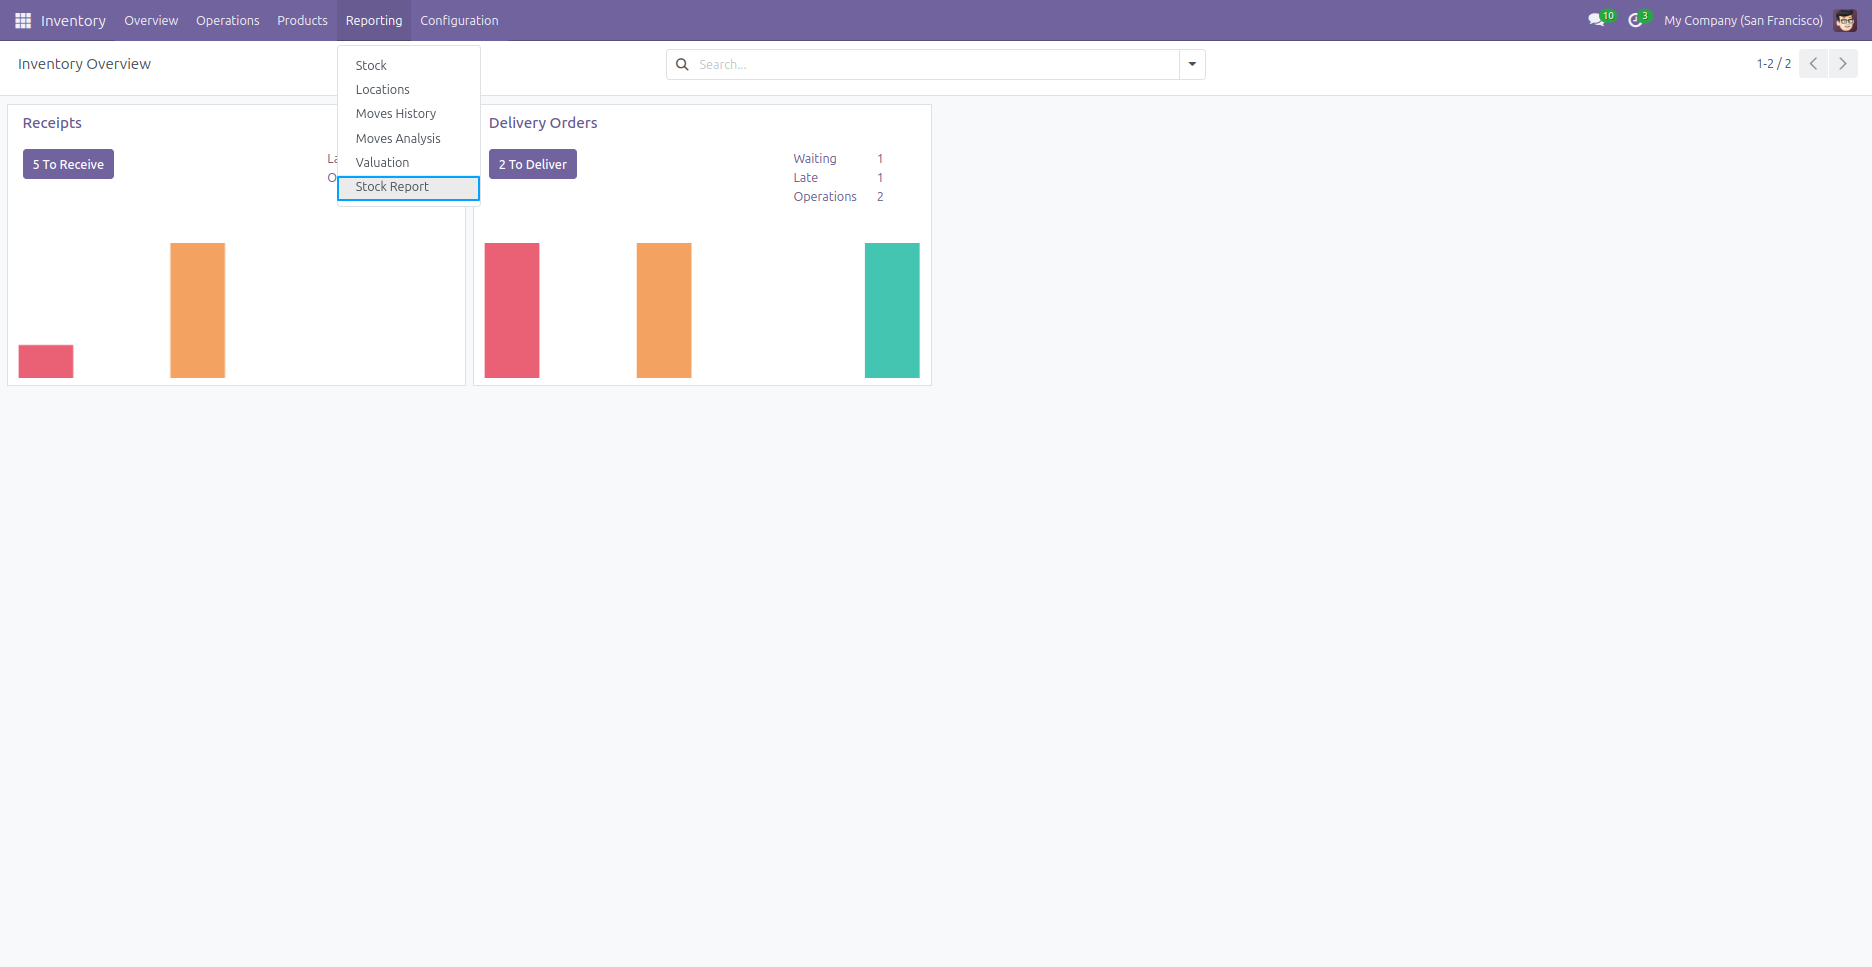 Inventory Overview Operations Products Reporting Configuration 10 3 My Company (San Francisco)
Inventory Overview
Search...
1-2 / 2
Stock
Locations
Moves History
Moves Analysis
Valuation
Stock Report
Receipts
5 To Receive
Delivery Orders
2 To Deliver
Waiting 1
Late 1
Operations 2